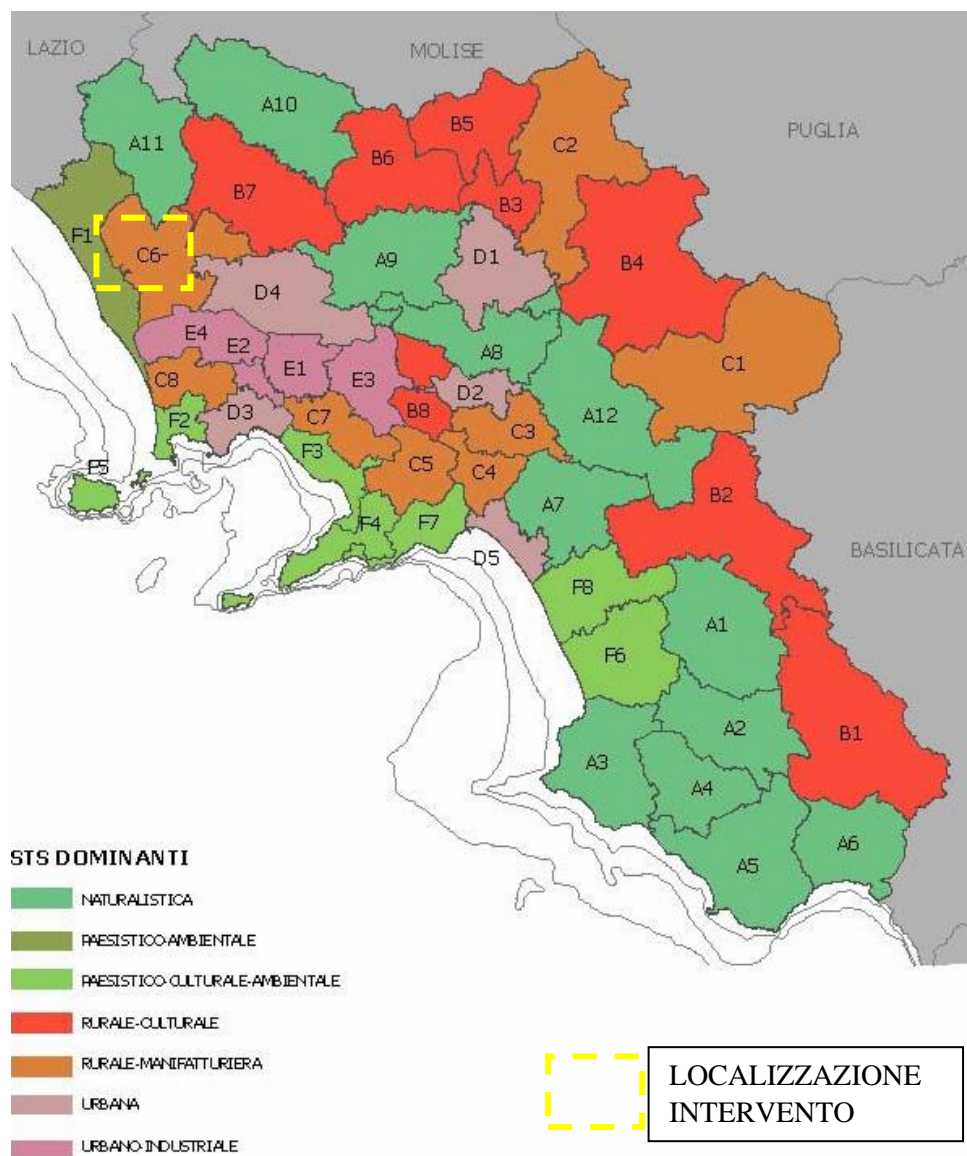 LAZIO
MOLISE
PUGLIA
BASILICATA
A10
A11
B5
B6
C2
B7
B3
F1
C6-
A9
D1
B4
D4
E4
E2
E1
E3
A8
C1
C8
D2
F2
D3
C7
B8
C3
A12
F3
C5
C4
F5
F4
F7
A7
B2
D5
F8
A1
F6
A2
B1
A3
A4
A5
A6
STS DOMINANTI
NATURALISTICA
PAESISTICO-AMBIENTALE
PAESISTICO-CULTURALE-AMBIENTALE
RURALE-CULTURALE
RURALE-MANIFATTURIERA
URBANA
URBANO-INDUSTRIALE
LOCALIZZAZIONE
INTERVENTO